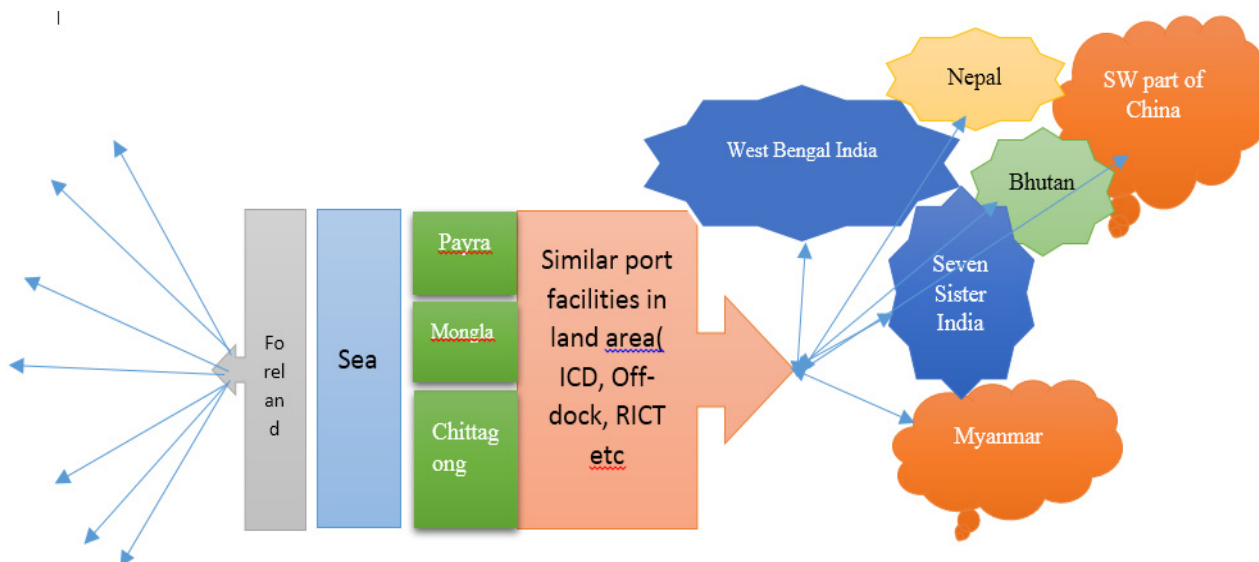 Nepal
SW part of
China
West Bengal India
Bhutan
Payra
Mongla
Chittag
ong
Similar port
facilities in
land area(
ICD, Off-
dock, RICT
etc
Sea
Fo
rel
an
d
Seven
Sister
India
Myanmar